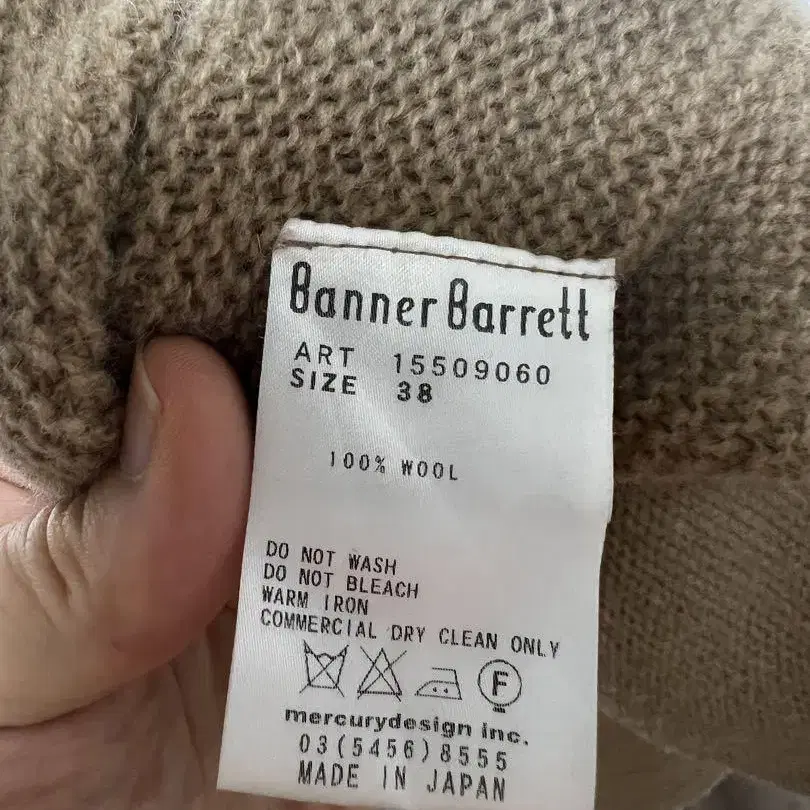 Banner Barrett
ART 15509060
SIZE 38
100% WOOL
DO NOT WASH
DO NOT BLEACH
WARM IRON
COMMERCIAL DRY CLEAN ONLY
F
mercurydesign inc.
03(5456)8555
MADE IN JAPAN